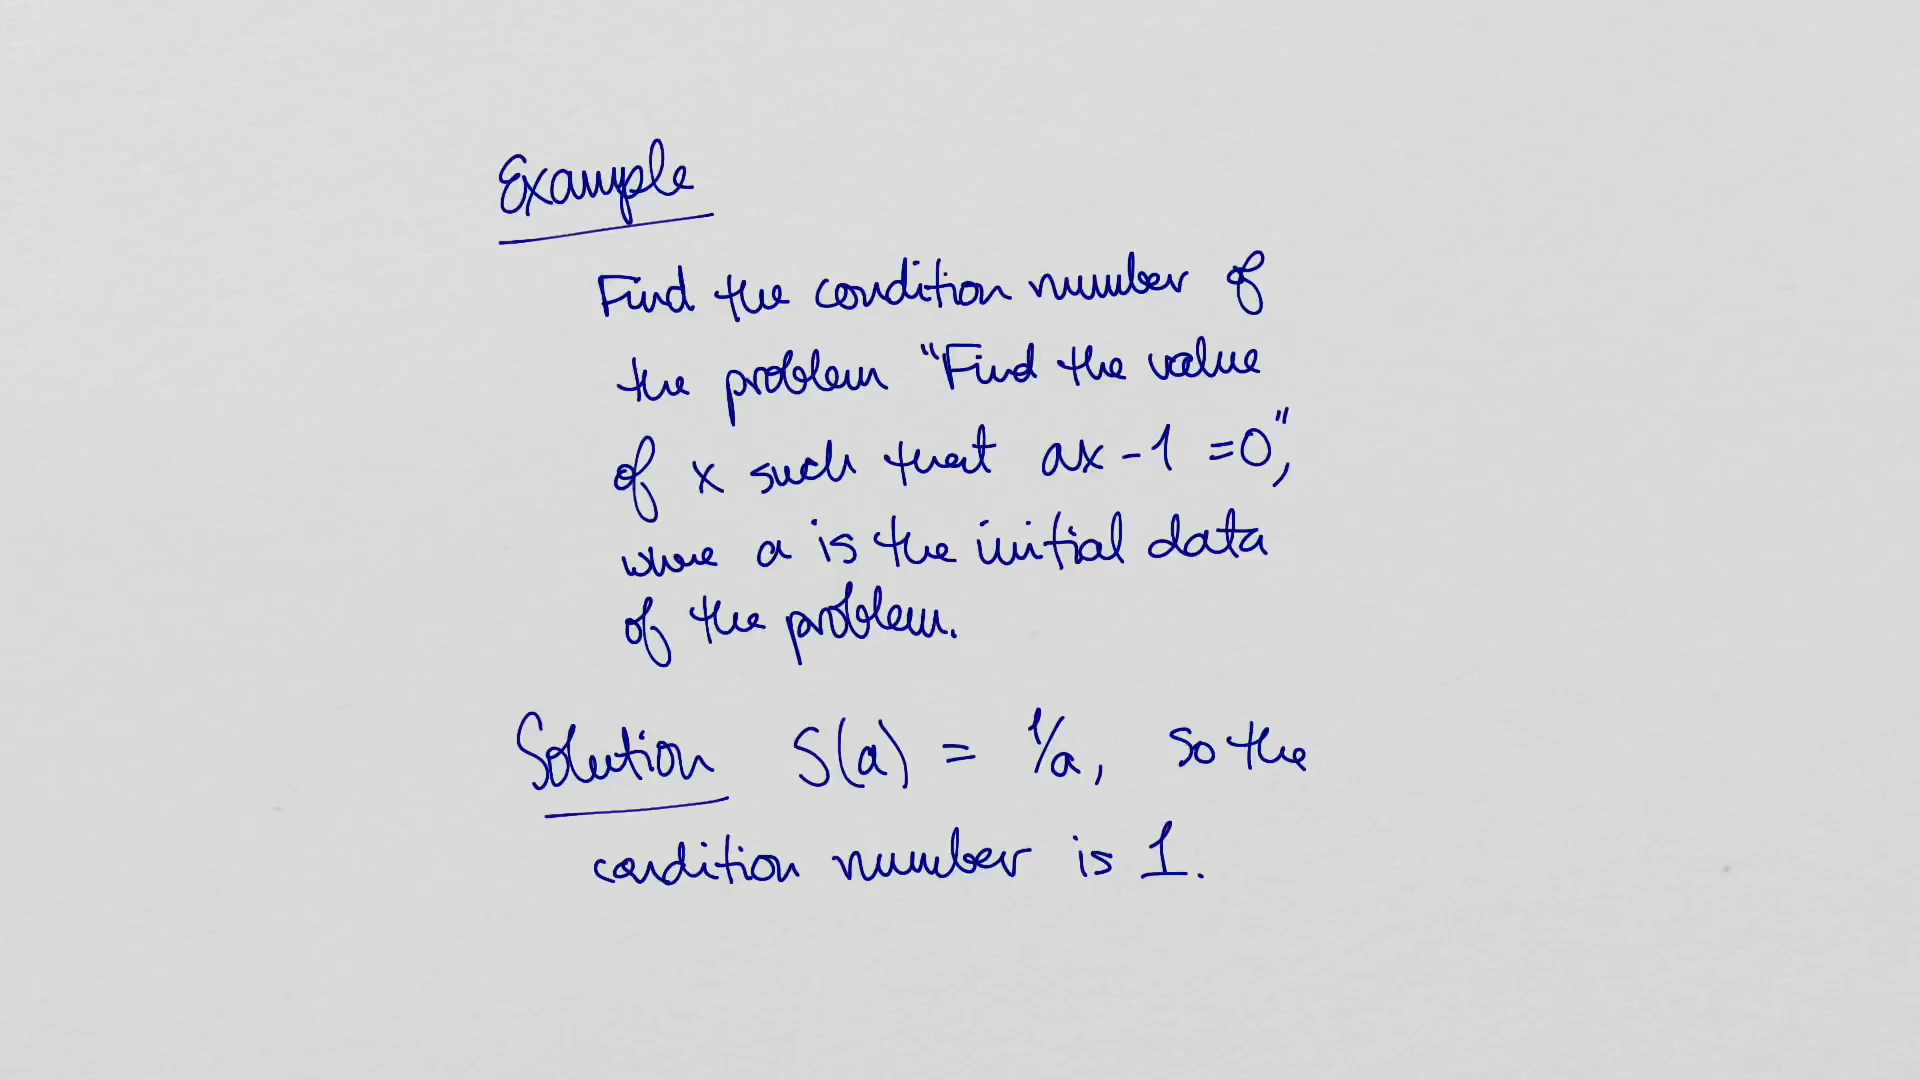 Example
Find the condition number of
the problem "Find the value
of x such that ax - 1 = 0",
where a is the initial data
of the problem.
Solution S(a) = 1/a, so the
condition number is 1.